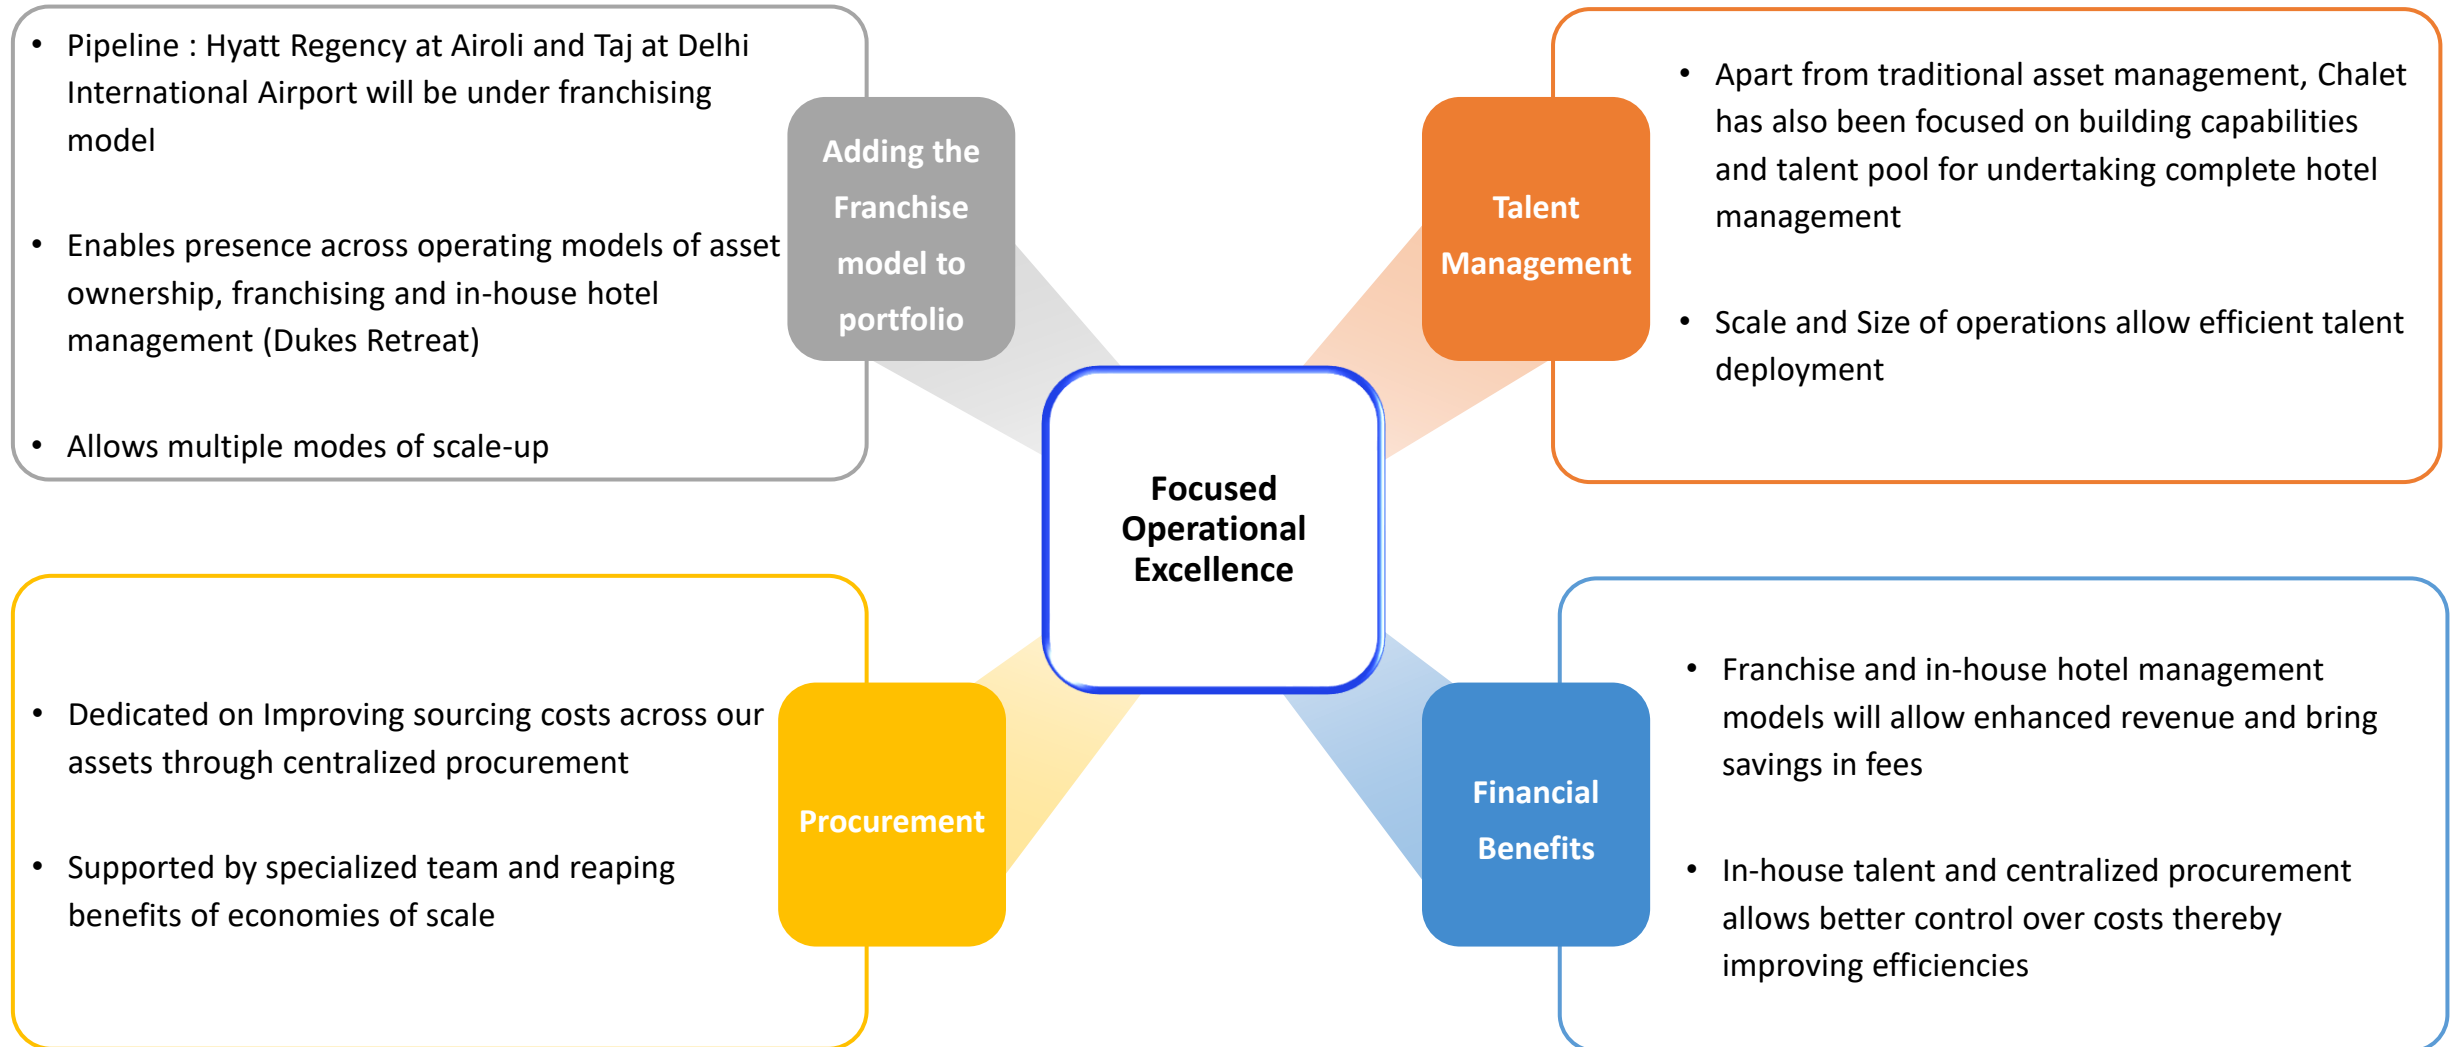 • Pipeline : Hyatt Regency at Airoli and Taj at Delhi
International Airport will be under franchising
model
• Enables presence across operating models of asset
ownership, franchising and in-house hotel
management (Dukes Retreat)
• Allows multiple modes of scale-up
Adding the
Franchise
model to
portfolio
Talent
Management
• Apart from traditional asset management, Chalet
has also been focused on building capabilities
and talent pool for undertaking complete hotel
management
• Scale and Size of operations allow efficient talent
deployment
Focused
Operational
Excellence
• Dedicated on Improving sourcing costs across our
assets through centralized procurement
• Supported by specialized team and reaping
benefits of economies of scale
Procurement
Financial
Benefits
• Franchise and in-house hotel management
models will allow enhanced revenue and bring
savings in fees
• In-house talent and centralized procurement
allows better control over costs thereby
improving efficiencies